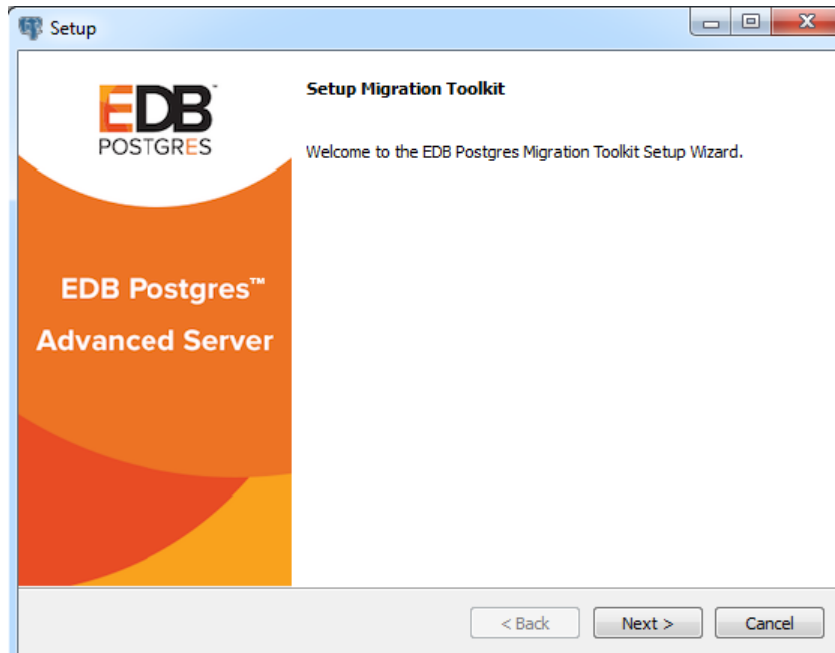 Setup
EDB
POSTGRES
EDB Postgres™
Advanced Server
Setup Migration Toolkit
Welcome to the EDB Postgres Migration Toolkit Setup Wizard.
< Back
Next >
Cancel